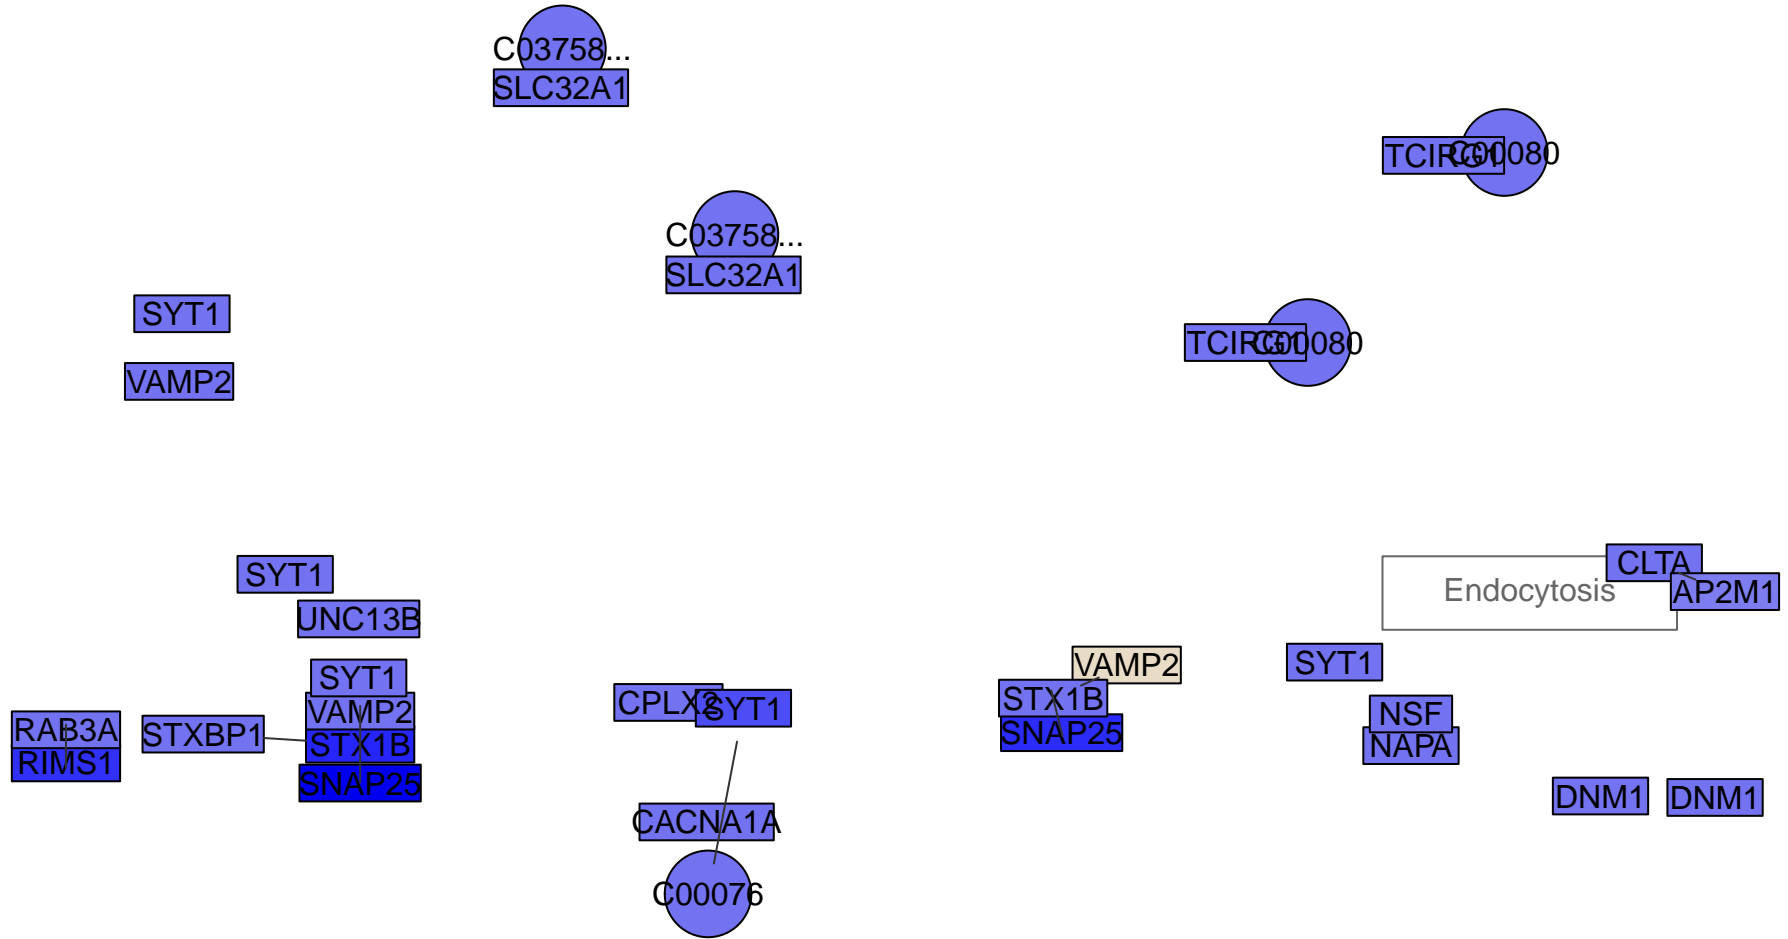 C03758...
SLC32A1
TCIRG1
C00080
C03758...
SLC32A1
SYT1
TCIRG1
C00080
VAMP2
SYT1
UNC13B
CLTA
Endocytosis
AP2M1
SYT1
VAMP2
RAB3A
RIMS1
STXBP1
SYT1
VAMP2
STX1B
SNAP25
CPLX2
SYT1
STX1B
SNAP25
NSF
NAPA
DNM1
DNM1
CACNA1A
C00076